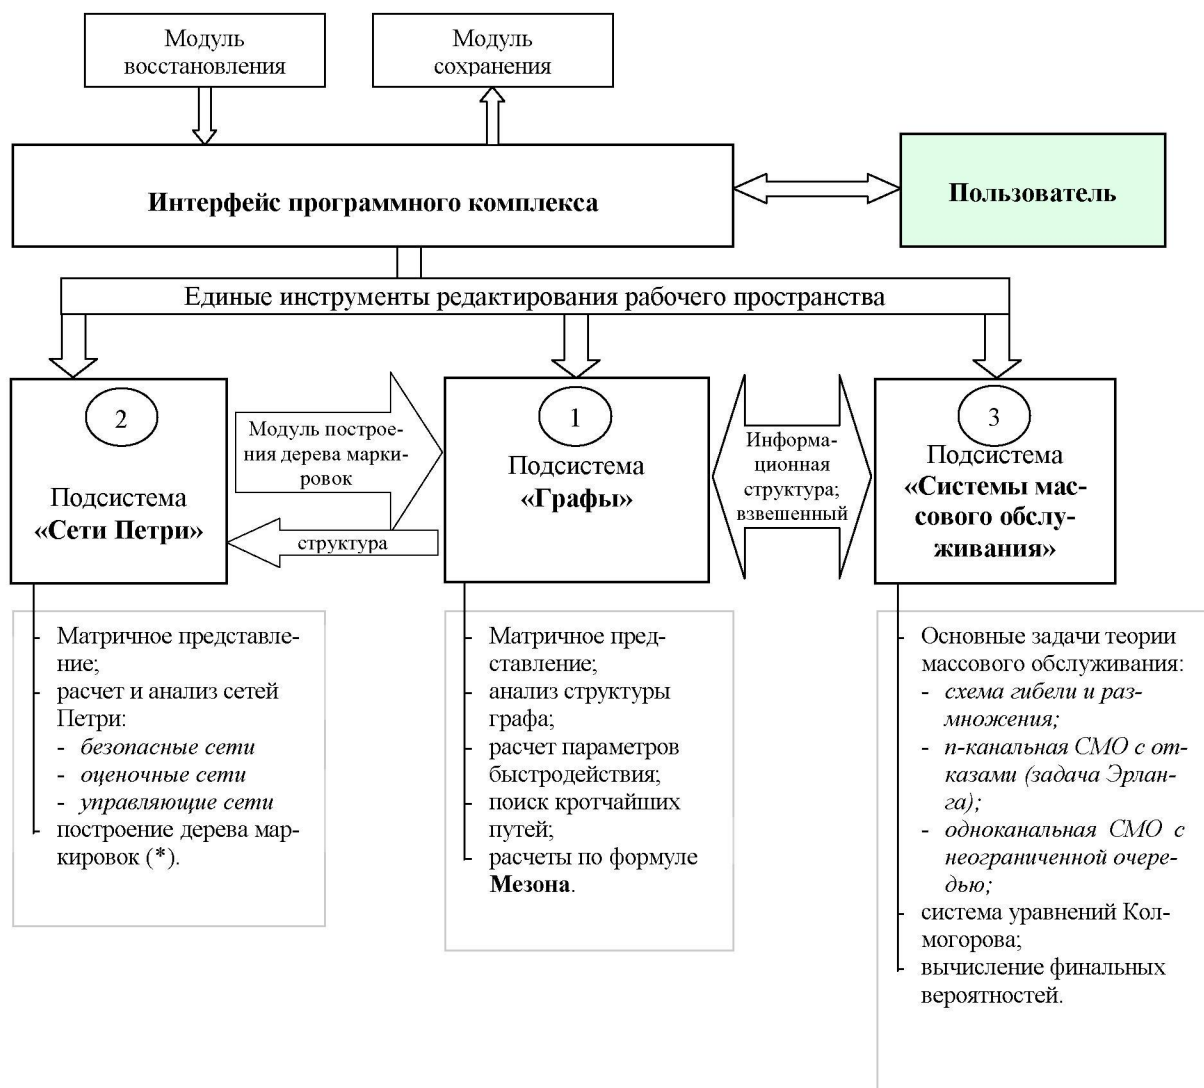 Модуль
восстановления
Модуль
сохранения
Интерфейс программного комплекса
Пользователь
Единые инструменты редактирования рабочего пространства
2
Подсистема
«Сети Петри»
Модуль построе-
ния дерева марки-
ровок
структура
1
Подсистема
«Графы»
Информа-
ционная
структура;
взвешенный
3
Подсистема
«Системы мас-
сового обслу-
живания»
- Матричное представле-
ние;
- расчет и анализ сетей
Петри:
- безопасные сети
- оценочные сети
- управляющие сети
- построение дерева мар-
кировок (*).
- Матричное пред-
ставление;
- анализ структуры
графа;
- расчет параметров
быстродействия;
- поиск кротчайших
путей;
- расчеты по формуле
Мезона.
- Основные задачи теории
массового обслуживания:
- схема гибели и раз-
множения;
- n-канальная СМО с от-
казами (задача Эрлан-
га);
- одноканальная СМО с
неограниченной очере-
дью;
- система уравнений Кол-
могорова;
- вычисление финальных
вероятностей.